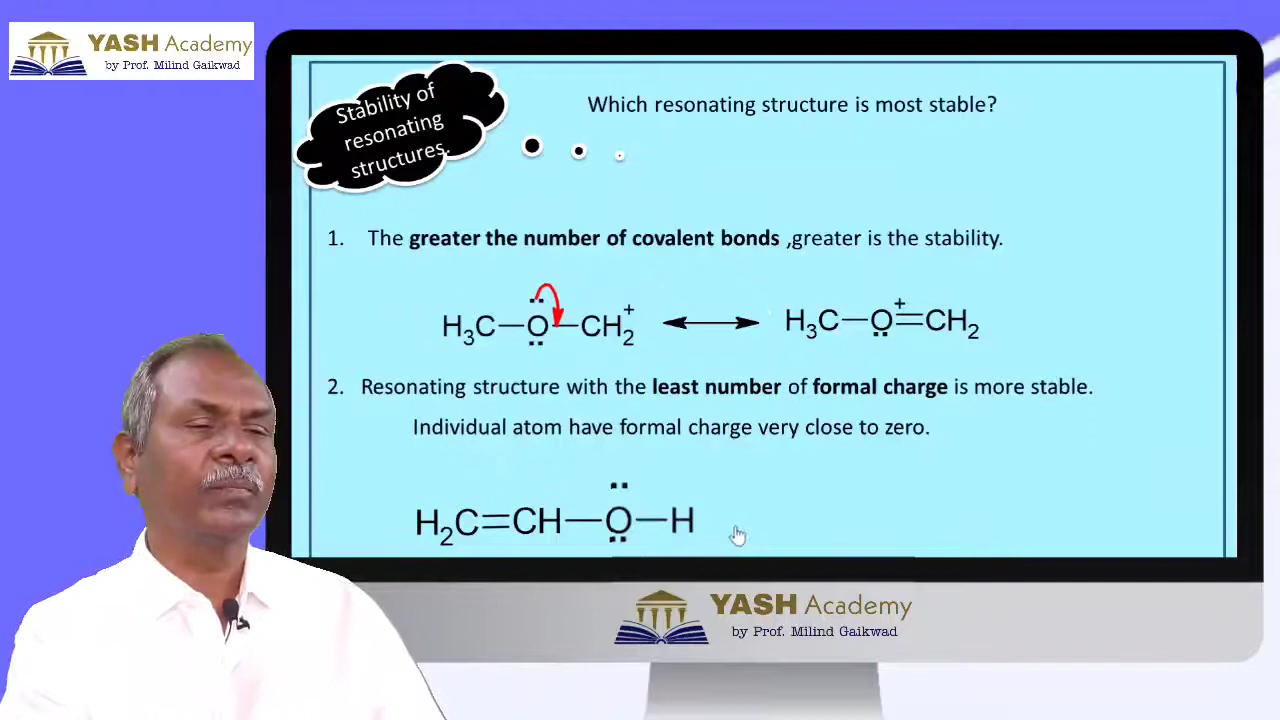 YASH Academy
by Prof. Milind Gaikwad
Stability of
resonating
structures.
Which resonating structure is most stable?
1. The greater the number of covalent bonds ,greater is the stability.
H3C—O—CH2+ ⟷ H3C—O+=CH2
2. Resonating structure with the least number of formal charge is more stable.
Individual atom have formal charge very close to zero.
H2C=CH—O—H
YASH Academy
by Prof. Milind Gaikwad